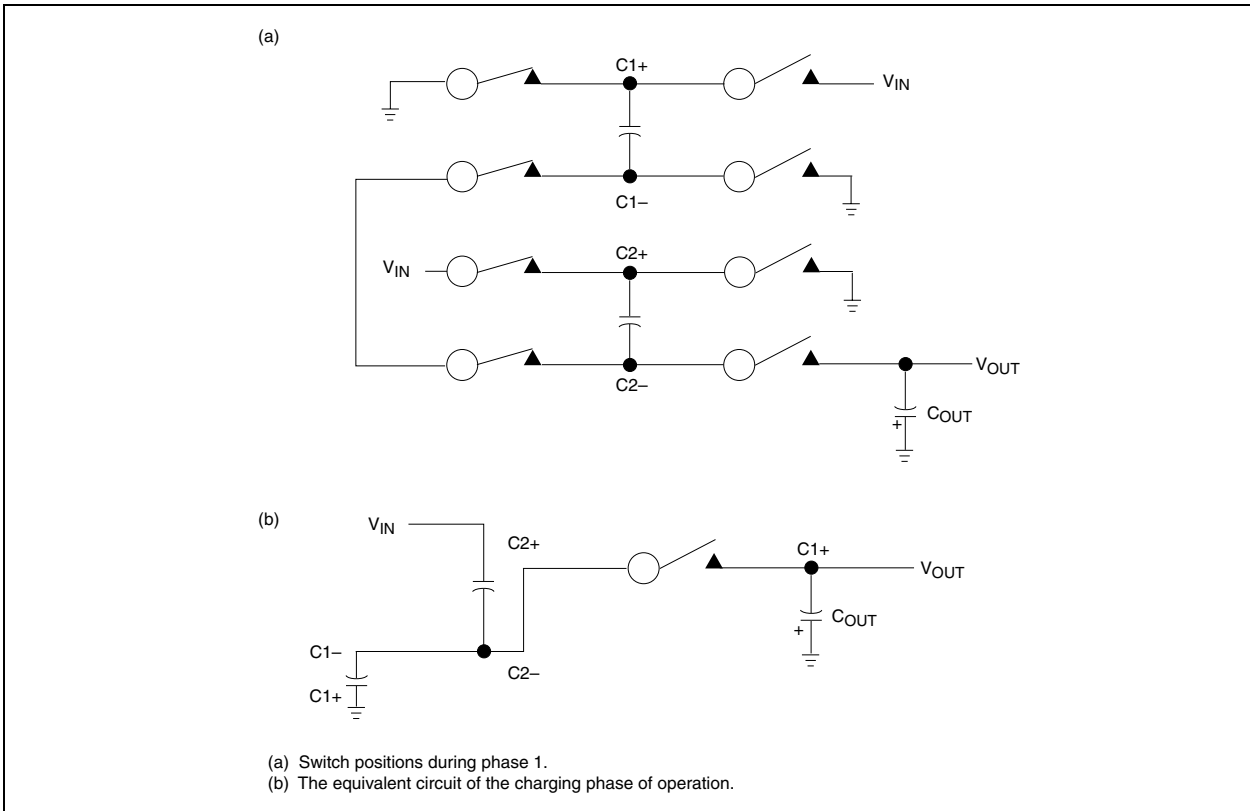 (a)
C1+
VIN
C1–
C2+
VIN
C2–
VOUT
COUT
+
(b)
VIN
C2+
C1+
VOUT
COUT
+
C1–
C2–
C1+
(a) Switch positions during phase 1.
(b) The equivalent circuit of the charging phase of operation.